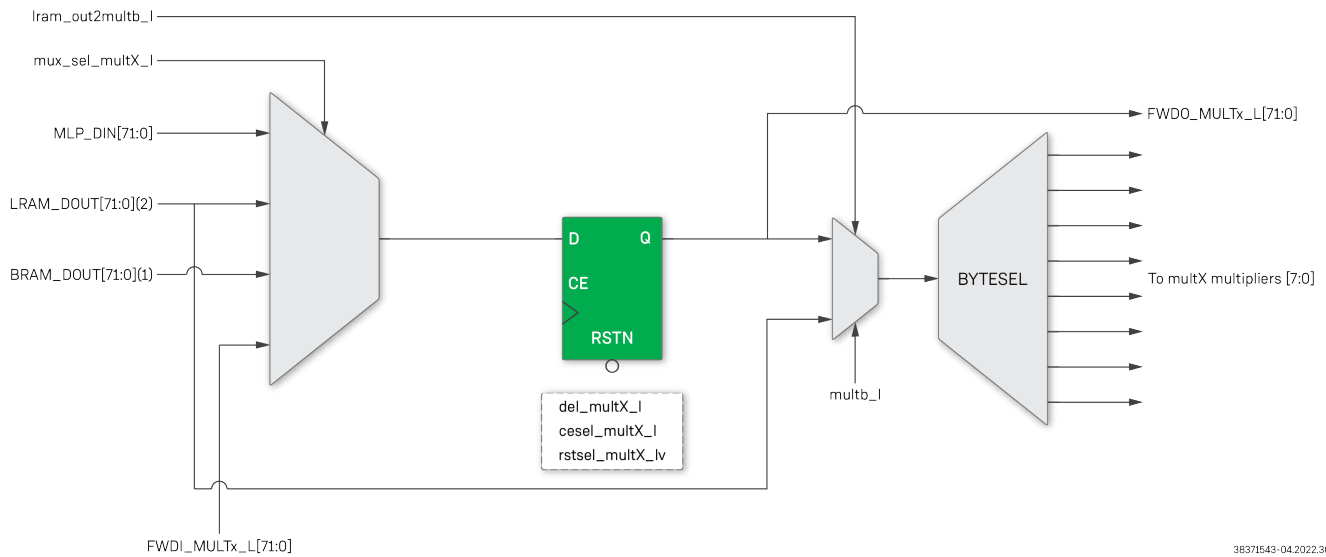 lram_out2multb_l
mux_sel_multX_l
MLP_DIN[71:0]
LRAM_DOUT[71:0](2)
BRAM_DOUT[71:0](1)
FWDI_MULTx_L[71:0]
D
Q
CE
RSTN
del_multX_l
cesel_multX_l
rstsel_multX_lv
multb_l
BYTESEL
FWDO_MULTx_L[71:0]
To multX multipliers [7:0]